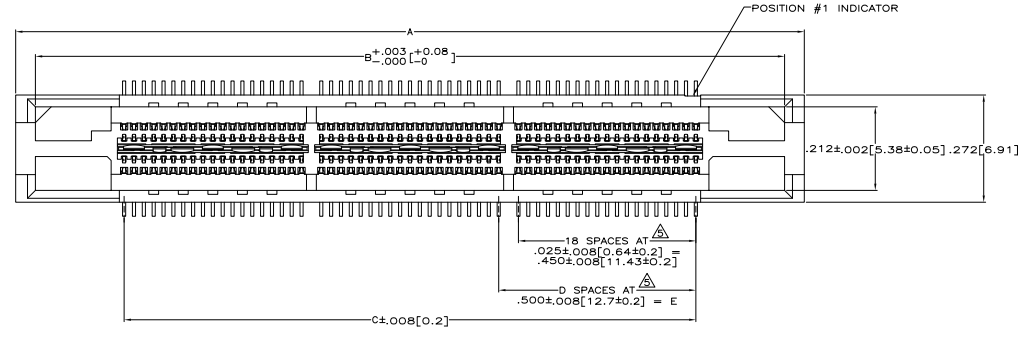 POSITION #1 INDICATOR
A
B+.003 -.000 [+0.08 -0]
.212±.002[5.38±0.05]
.272[6.91]
18 SPACES AT 5
.025±.008[0.64±0.2] =
.450±.008[11.43±0.2]
D SPACES AT 5
.500±.008[12.7±0.2] = E
C±.008[0.2]